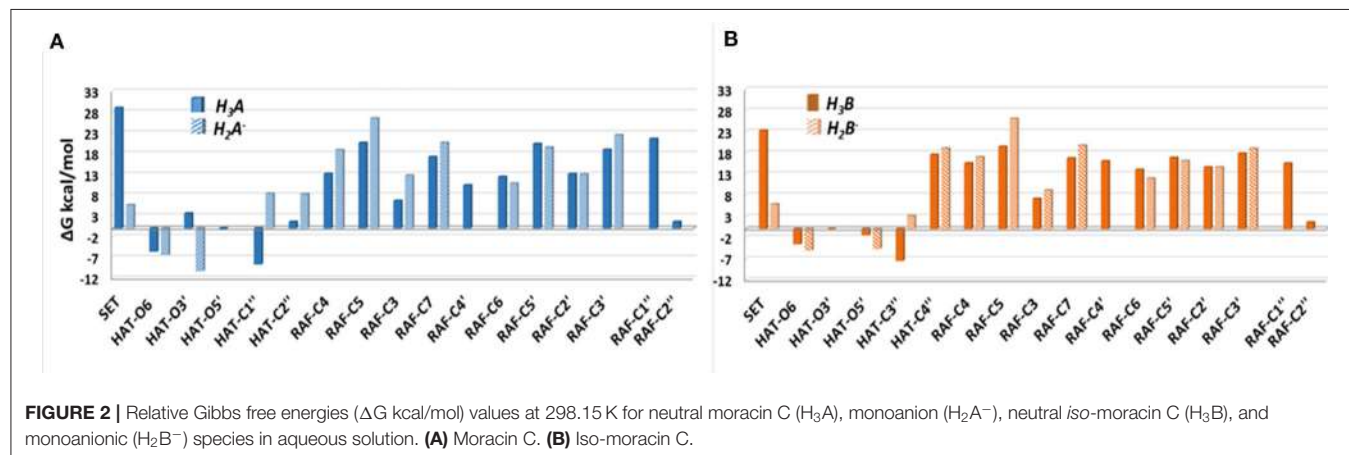 A
ΔG kcal/mol
33
28
23
18
13
8
3
-2
-7
-12
H₃A
H₂A⁻
SET
HAT-O6
HAT-O3'
HAT-O5'
HAT-C1"
HAT-C2"
RAF-C4
RAF-C5
RAF-C3
RAF-C7
RAF-C4'
RAF-C6
RAF-C5'
RAF-C2'
RAF-C3'
RAF-C1"
RAF-C2"
B
ΔG kcal/mol
33
28
23
18
13
8
3
-2
-7
-12
H₃B
H₂B⁻
SET
HAT-O6
HAT-O3'
HAT-O5'
HAT-C3"
HAT-C4"
RAF-C4
RAF-C5
RAF-C3
RAF-C7
RAF-C4'
RAF-C6
RAF-C5'
RAF-C2'
RAF-C3'
RAF-C1"
RAF-C2"
FIGURE 2 | Relative Gibbs free energies (ΔG kcal/mol) values at 298.15 K for neutral moracin C (H₃A), monoanion (H₂A⁻), neutral iso-moracin C (H₃B), and
monoanionic (H₂B⁻) species in aqueous solution. (A) Moracin C. (B) Iso-moracin C.